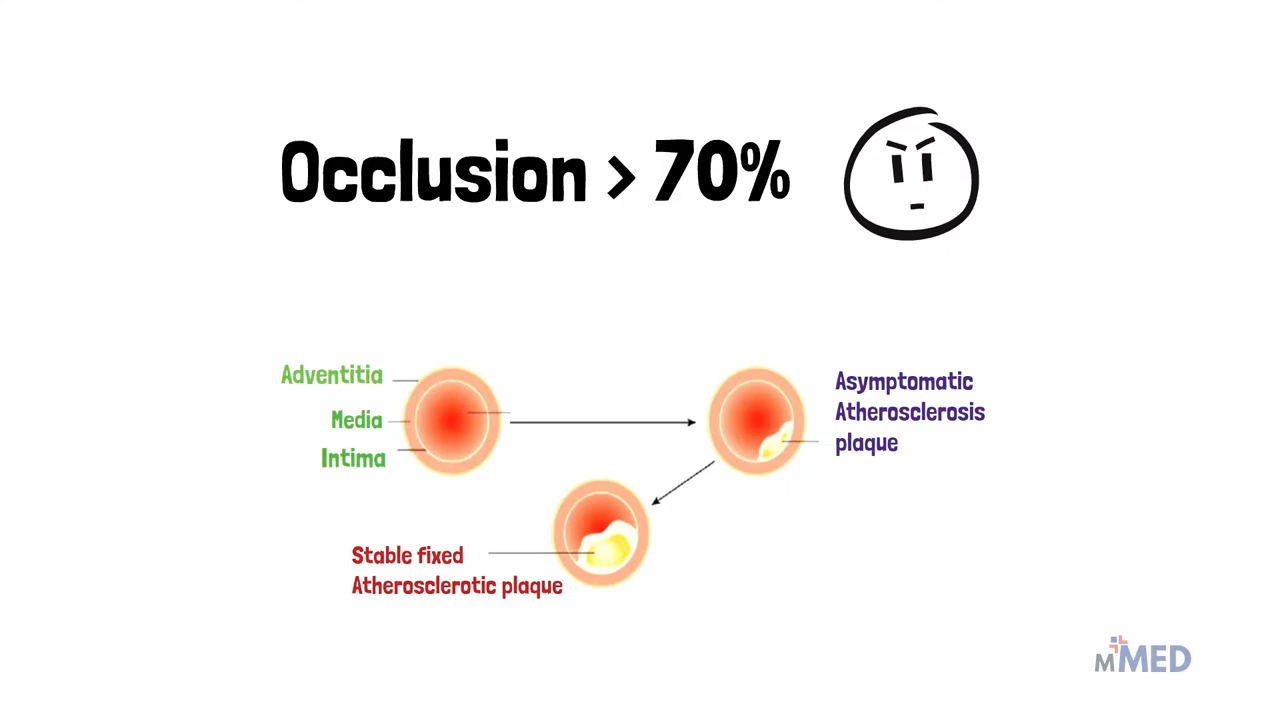 Occlusion > 70%
Adventitia
Media
Intima
Asymptomatic
Atherosclerosis
plaque
Stable fixed
Atherosclerotic plaque
MMED